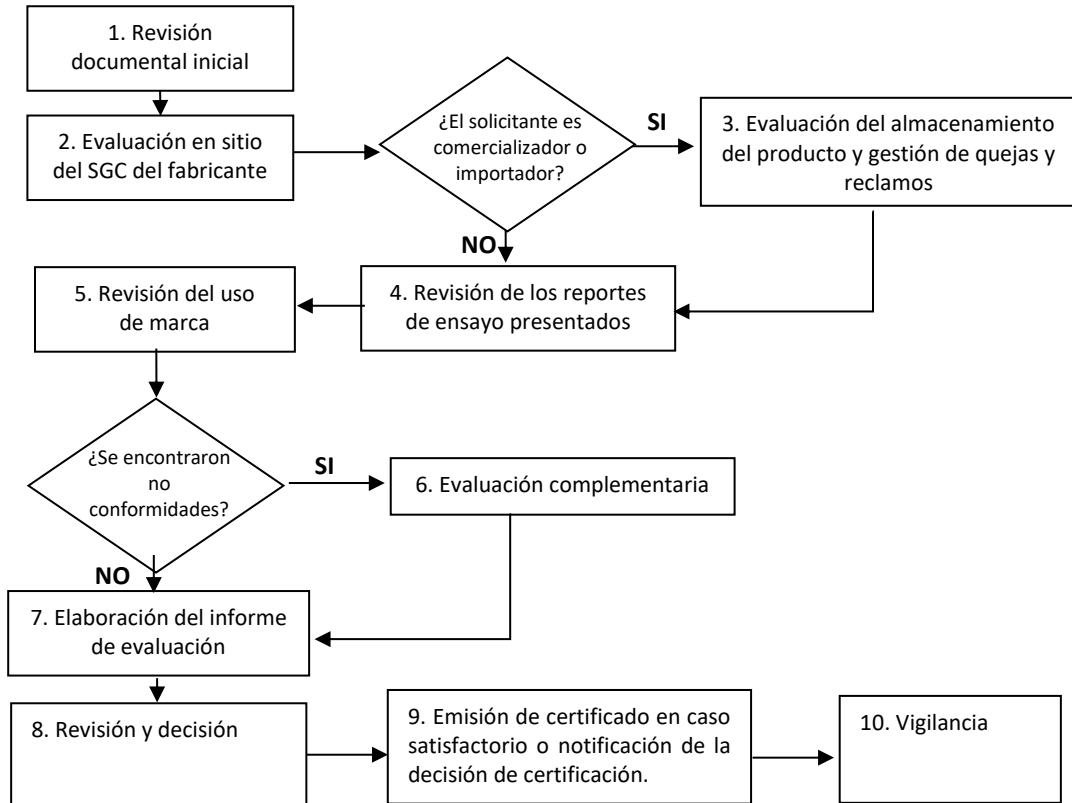 1. Revisión
documental inicial
2. Evaluación en sitio
del SGC del fabricante
¿El solicitante es
comercializador o
importador?
SI
3. Evaluación del almacenamiento
del producto y gestión de quejas y
reclamos
NO
4. Revisión de los reportes
de ensayo presentados
5. Revisión del uso
de marca
¿Se encontraron
no
conformidades?
SI
6. Evaluación complementaria
NO
7. Elaboración del informe
de evaluación
8. Revisión y decisión
9. Emisión de certificado en caso
satisfactorio o notificación de la
decisión de certificación.
10. Vigilancia